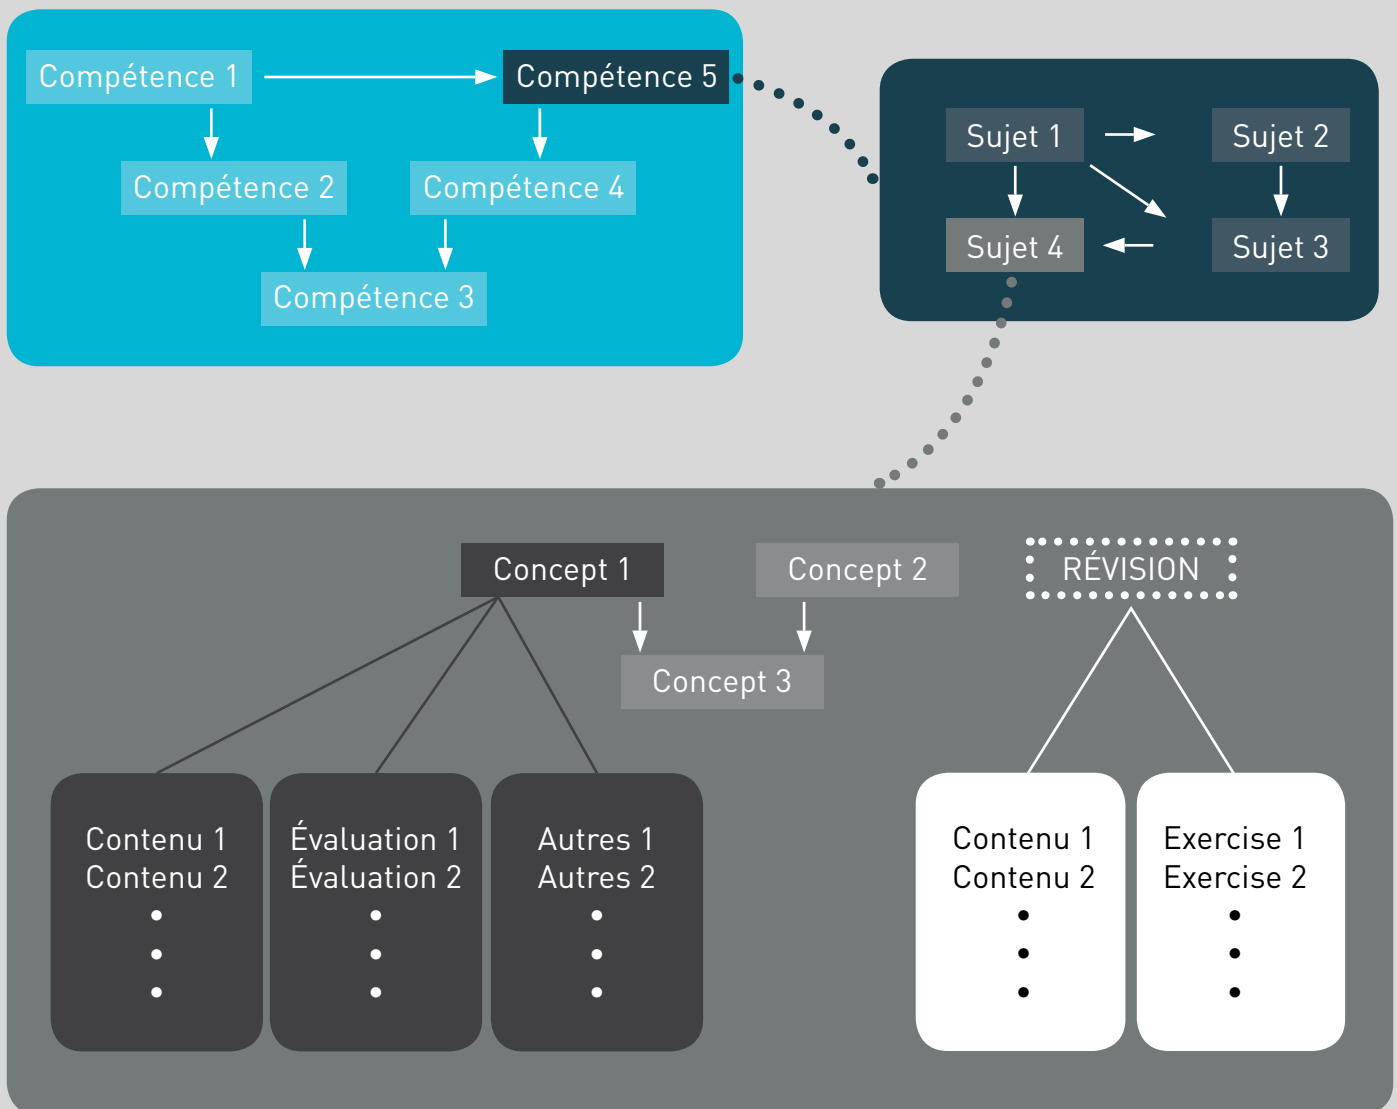 Compétence 1
Compétence 5
Compétence 2
Compétence 4
Compétence 3
Sujet 1
Sujet 2
Sujet 4
Sujet 3
Concept 1
Concept 2
RÉVISION
Concept 3
Contenu 1
Contenu 2
Évaluation 1
Évaluation 2
Autres 1
Autres 2
Contenu 1
Contenu 2
Exercise 1
Exercise 2